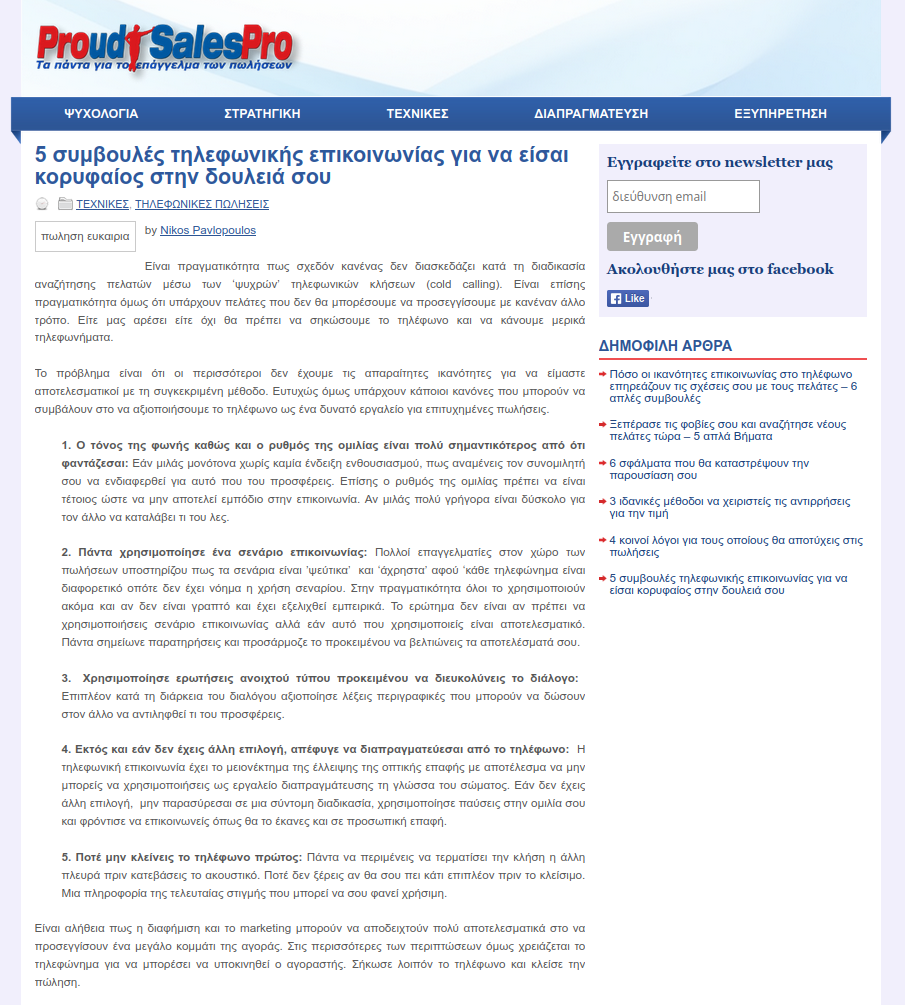 Proud SalesPro
Τα πάντα για το επάγγελμα των πωλήσεων
ΨΥΧΟΛΟΓΙΑ ΣΤΡΑΤΗΓΙΚΗ ΤΕΧΝΙΚΕΣ ΔΙΑΠΡΑΓΜΑΤΕΥΣΗ ΕΞΥΠΗΡΕΤΗΣΗ
5 συμβουλές τηλεφωνικής επικοινωνίας για να είσαι
κορυφαίος στην δουλειά σου
ΤΕΧΝΙΚΕΣ, ΤΗΛΕΦΩΝΙΚΕΣ ΠΩΛΗΣΕΙΣ
πωληση ευκαιρια
by Nikos Pavlopoulos
Είναι πραγματικότητα πως σχεδόν κανένας δεν διασκεδάζει κατά τη διαδικασία
αναζήτησης πελατών μέσω των ‘ψυχρών’ τηλεφωνικών κλήσεων (cold calling). Είναι επίσης
πραγματικότητα όμως ότι υπάρχουν πελάτες που δεν θα μπορέσουμε να προσεγγίσουμε με κανέναν άλλο
τρόπο. Είτε μας αρέσει είτε όχι θα πρέπει να σηκώσουμε το τηλέφωνο και να κάνουμε μερικά
τηλεφωνήματα.
Το πρόβλημα είναι ότι οι περισσότεροι δεν έχουμε τις απαραίτητες ικανότητες για να είμαστε
αποτελεσματικοί με τη συγκεκριμένη μέθοδο. Ευτυχώς όμως υπάρχουν κάποιοι κανόνες που μπορούν να
συμβάλουν στο να αξιοποιήσουμε το τηλέφωνο ως ένα δυνατό εργαλείο για επιτυχημένες πωλήσεις.
1. Ο τόνος της φωνής καθώς και ο ρυθμός της ομιλίας είναι πολύ σημαντικότερος από ότι
φαντάζεσαι: Εάν μιλάς μονότονα χωρίς καμία ένδειξη ενθουσιασμού, πως αναμένεις τον συνομιλητή
σου να ενδιαφερθεί για αυτό που του προσφέρεις. Επίσης ο ρυθμός της ομιλίας πρέπει να είναι
τέτοιος ώστε να μην αποτελεί εμπόδιο στην επικοινωνία. Αν μιλάς πολύ γρήγορα είναι δύσκολο για
τον άλλο να καταλάβει τι του λες.
2. Πάντα χρησιμοποίησε ένα σενάριο επικοινωνίας: Πολλοί επαγγελματίες στον χώρο των
πωλήσεων υποστηρίζου πως τα σενάρια είναι ’ψεύτικα’ και ‘άχρηστα’ αφού ‘κάθε τηλεφώνημα είναι
διαφορετικό οπότε δεν έχει νόημα η χρήση σεναρίου. Στην πραγματικότητα όλοι το χρησιμοποιούν
ακόμα και αν δεν είναι γραπτό και έχει εξελιχθεί εμπειρικά. Το ερώτημα δεν είναι αν πρέπει να
χρησιμοποιήσεις σενάριο επικοινωνίας αλλά εάν αυτό που χρησιμοποιείς είναι αποτελεσματικό.
Πάντα σημείωνε παρατηρήσεις και προσάρμοζε το προκειμένου να βελτιώνεις τα αποτελέσματά σου.
3. Χρησιμοποίησε ερωτήσεις ανοιχτού τύπου προκειμένου να διευκολύνεις το διάλογο:
Επιπλέον κατά τη διάρκεια του διαλόγου αξιοποίησε λέξεις περιγραφικές που μπορούν να δώσουν
στον άλλο να αντιληφθεί τι του προσφέρεις.
4. Εκτός και εάν δεν έχεις άλλη επιλογή, απέφυγε να διαπραγματεύεσαι από το τηλέφωνο: Η
τηλεφωνική επικοινωνία έχει το μειονέκτημα της έλλειψης της οπτικής επαφής με αποτέλεσμα να μην
μπορείς να χρησιμοποιήσεις ως εργαλείο διαπραγμάτευσης τη γλώσσα του σώματος. Εάν δεν έχεις
άλλη επιλογή, μην παρασύρεσαι σε μια σύντομη διαδικασία, χρησιμοποίησε παύσεις στην ομιλία σου
και φρόντισε να επικοινωνείς όπως θα το έκανες και σε προσωπική επαφή.
5. Ποτέ μην κλείνεις το τηλέφωνο πρώτος: Πάντα να περιμένεις να τερματίσει την κλήση η άλλη
πλευρά πριν κατεβάσεις το ακουστικό. Ποτέ δεν ξέρεις αν θα σου πει κάτι επιπλέον πριν το κλείσιμο.
Μια πληροφορία της τελευταίας στιγμής που μπορεί να σου φανεί χρήσιμη.
Είναι αλήθεια πως η διαφήμιση και το marketing μπορούν να αποδειχτούν πολύ αποτελεσματικά στο να
προσεγγίσουν ένα μεγάλο κομμάτι της αγοράς. Στις περισσότερες των περιπτώσεων όμως χρειάζεται το
τηλεφώνημα για να μπορέσει να υποκινηθεί ο αγοραστής. Σήκωσε λοιπόν το τηλέφωνο και κλείσε την
πώληση.
Εγγραφείτε στο newsletter μας
διεύθυνση email
Εγγραφή
Ακολουθήστε μας στο facebook
Like
ΔΗΜΟΦΙΛΗ ΑΡΘΡΑ
Πόσο οι ικανότητες επικοινωνίας στο τηλέφωνο
επηρεάζουν τις σχέσεις σου με τους πελάτες – 6
απλές συμβουλές
Ξεπέρασε τις φοβίες σου και αναζήτησε νέους
πελάτες τώρα – 5 απλά Βήματα
6 σφάλματα που θα καταστρέψουν την
παρουσίαση σου
3 ιδανικές μέθοδοι να χειριστείς τις αντιρρήσεις
για την τιμή
4 κοινοί λόγοι για τους οποίους θα αποτύχεις στις
πωλήσεις
5 συμβουλές τηλεφωνικής επικοινωνίας για να
είσαι κορυφαίος στην δουλειά σου